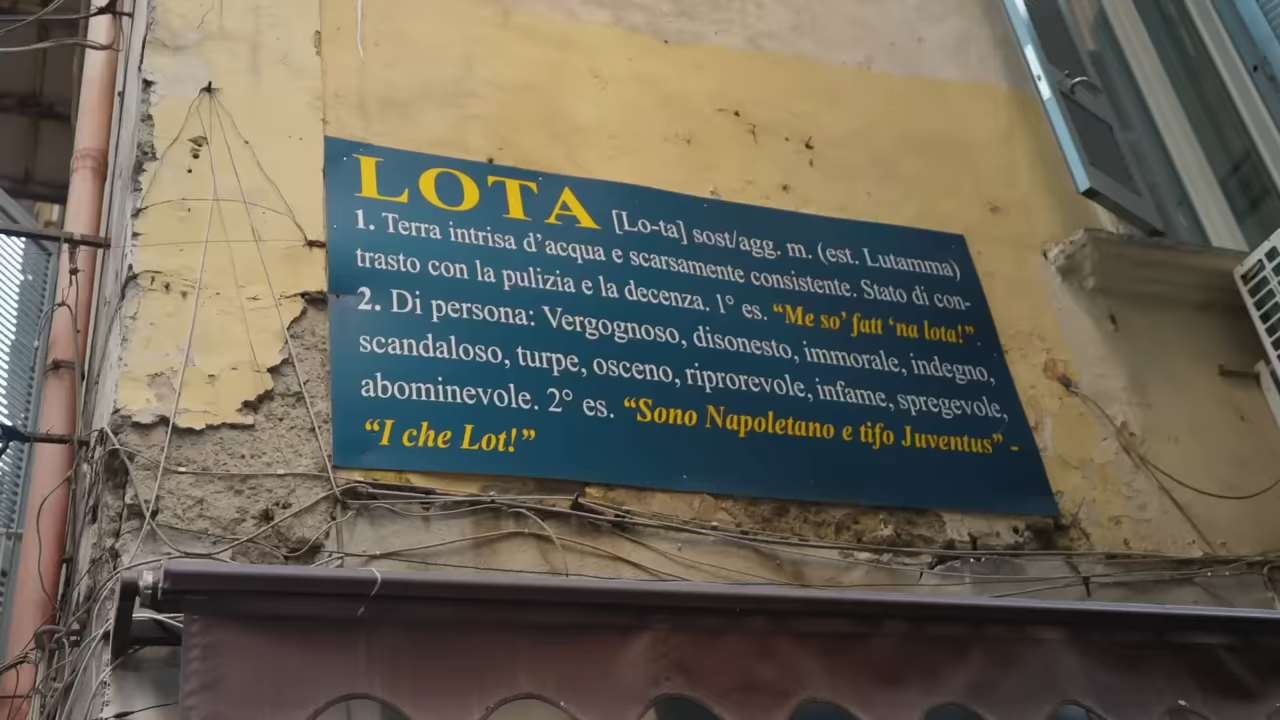 LOTA [Lo-ta] sost/agg. m. (est. Lutamma)
1. Terra intrisa d'acqua e scarsamente consistente. Stato di con-
trasto con la pulizia e la decenza. 1° es. “Me so’ fatt ‘na lota!”.
2. Di persona: Vergognoso, disonesto, immorale, indegno,
scandaloso, turpe, osceno, riprorevole, infame, spregevole,
abominevole. 2° es. “Sono Napoletano e tifo Juventus” -
“I che Lot!”